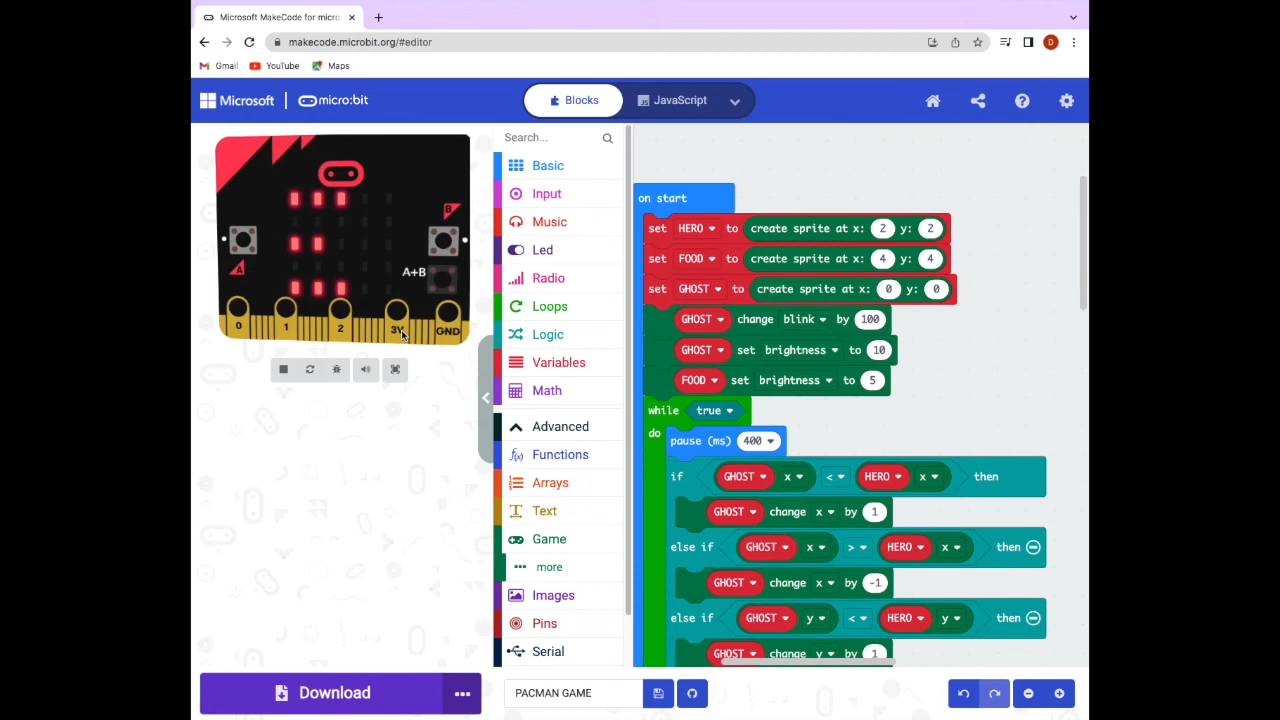 Microsoft MakeCode for micro:
makecode.microbit.org/#editor
D
Gmail
YouTube
Maps
Microsoft
micro:bit
Blocks
JavaScript
A
B
A+B
0
1
2
3V
GND
Search...
Basic
Input
Music
Led
Radio
Loops
Logic
Variables
Math
Advanced
Functions
Arrays
Text
Game
more
Images
Pins
Serial
on start
set HERO to create sprite at x: 2 y: 2
set FOOD to create sprite at x: 4 y: 4
set GHOST to create sprite at x: 0 y: 0
GHOST change blink by 100
GHOST set brightness to 10
FOOD set brightness to 5
while true
do
pause (ms) 400
if GHOST x < HERO x then
GHOST change x by 1
else if GHOST x > HERO x then
GHOST change x by -1
else if GHOST y < HERO y then
GHOST change y by 1
Download
PACMAN GAME